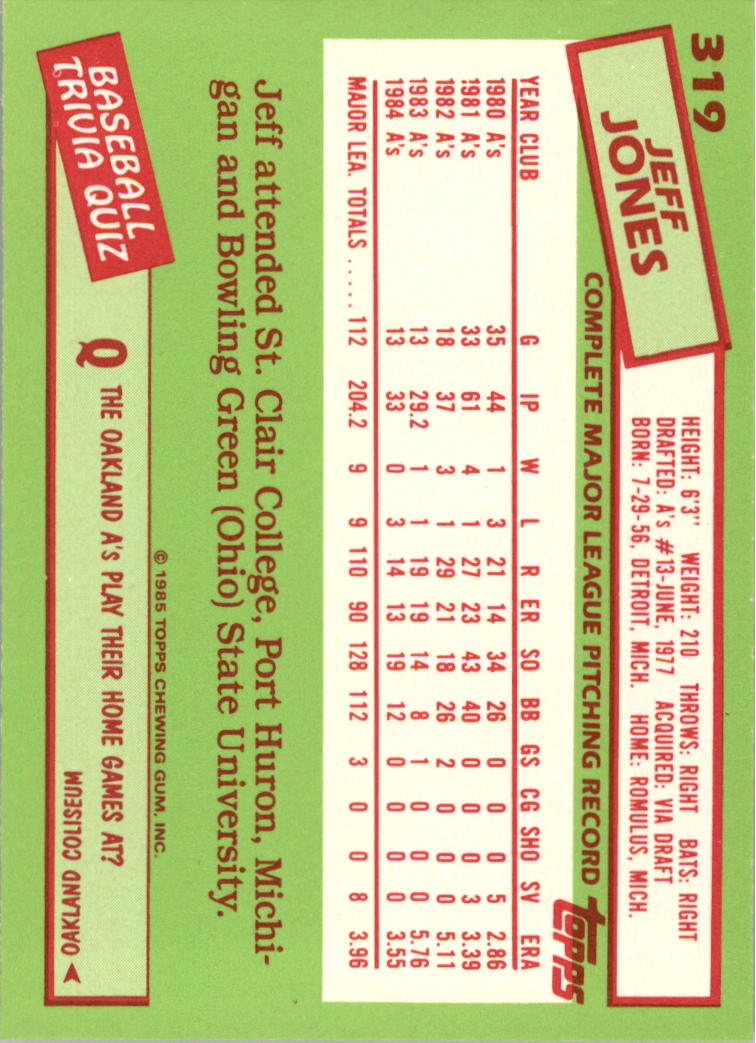 319
JEFF
JONES
HEIGHT: 6'3" WEIGHT: 210 THROWS: RIGHT BATS: RIGHT
DRAFTED: A's #13-JUNE, 1977 ACQUIRED: VIA DRAFT
BORN: 7-29-56, DETROIT, MICH. HOME: ROMULUS, MICH.
COMPLETE MAJOR LEAGUE PITCHING RECORD
topps
YEAR CLUB G IP W L R ER SO BB GS CG SHO SV ERA
1980 A's 35 44 1 3 21 14 34 26 0 0 0 5 2.86
1981 A's 33 61 4 1 27 23 43 40 0 0 0 3 3.39
1982 A's 18 37 3 1 29 21 18 26 2 0 0 0 5.11
1983 A's 13 29.2 1 1 19 19 14 8 1 0 0 0 5.76
1984 A's 13 33 0 3 14 13 19 12 0 0 0 0 3.55
MAJOR LEA. TOTALS ..... 112 204.2 9 9 110 90 128 112 3 0 0 8 3.96
Jeff attended St. Clair College, Port Huron, Michi-
gan and Bowling Green (Ohio) State University.
© 1985 TOPPS CHEWING GUM, INC.
BASEBALL
TRIVIA QUIZ
Q THE OAKLAND A'S PLAY THEIR HOME GAMES AT?
OAKLAND COLISEUM